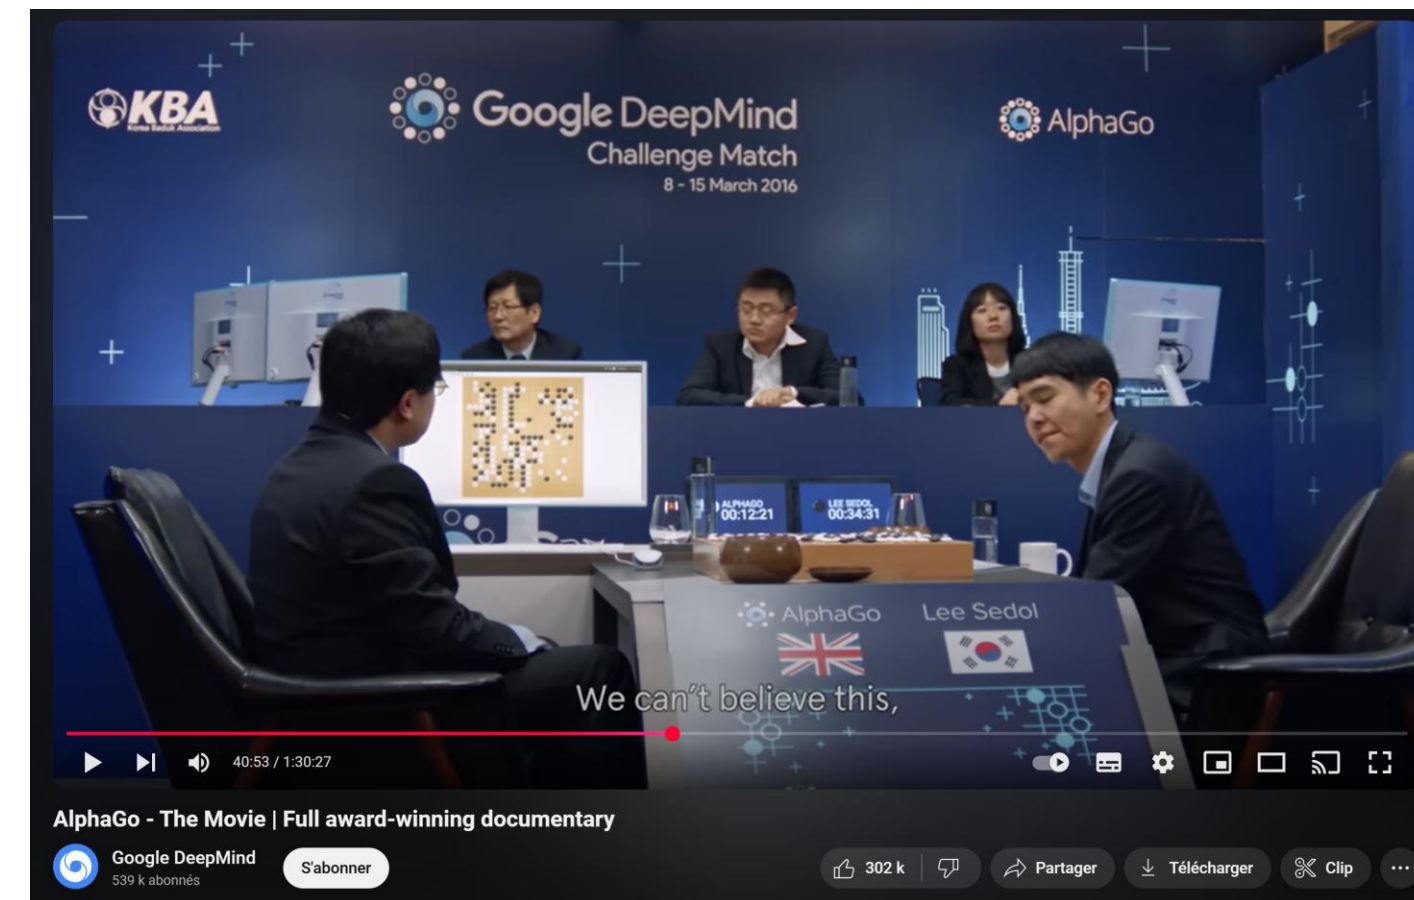 KBA
Korea Baduk Association
Google DeepMind
Challenge Match
8 - 15 March 2016
AlphaGo
ALPHAGO
00:12:21
LEE SEDOL
00:34:31
AlphaGo
Lee Sedol
We can't believe this,
40:53 / 1:30:27
AlphaGo - The Movie | Full award-winning documentary
Google DeepMind
539 k abonnés
S'abonner
302 k
Partager
Télécharger
Clip